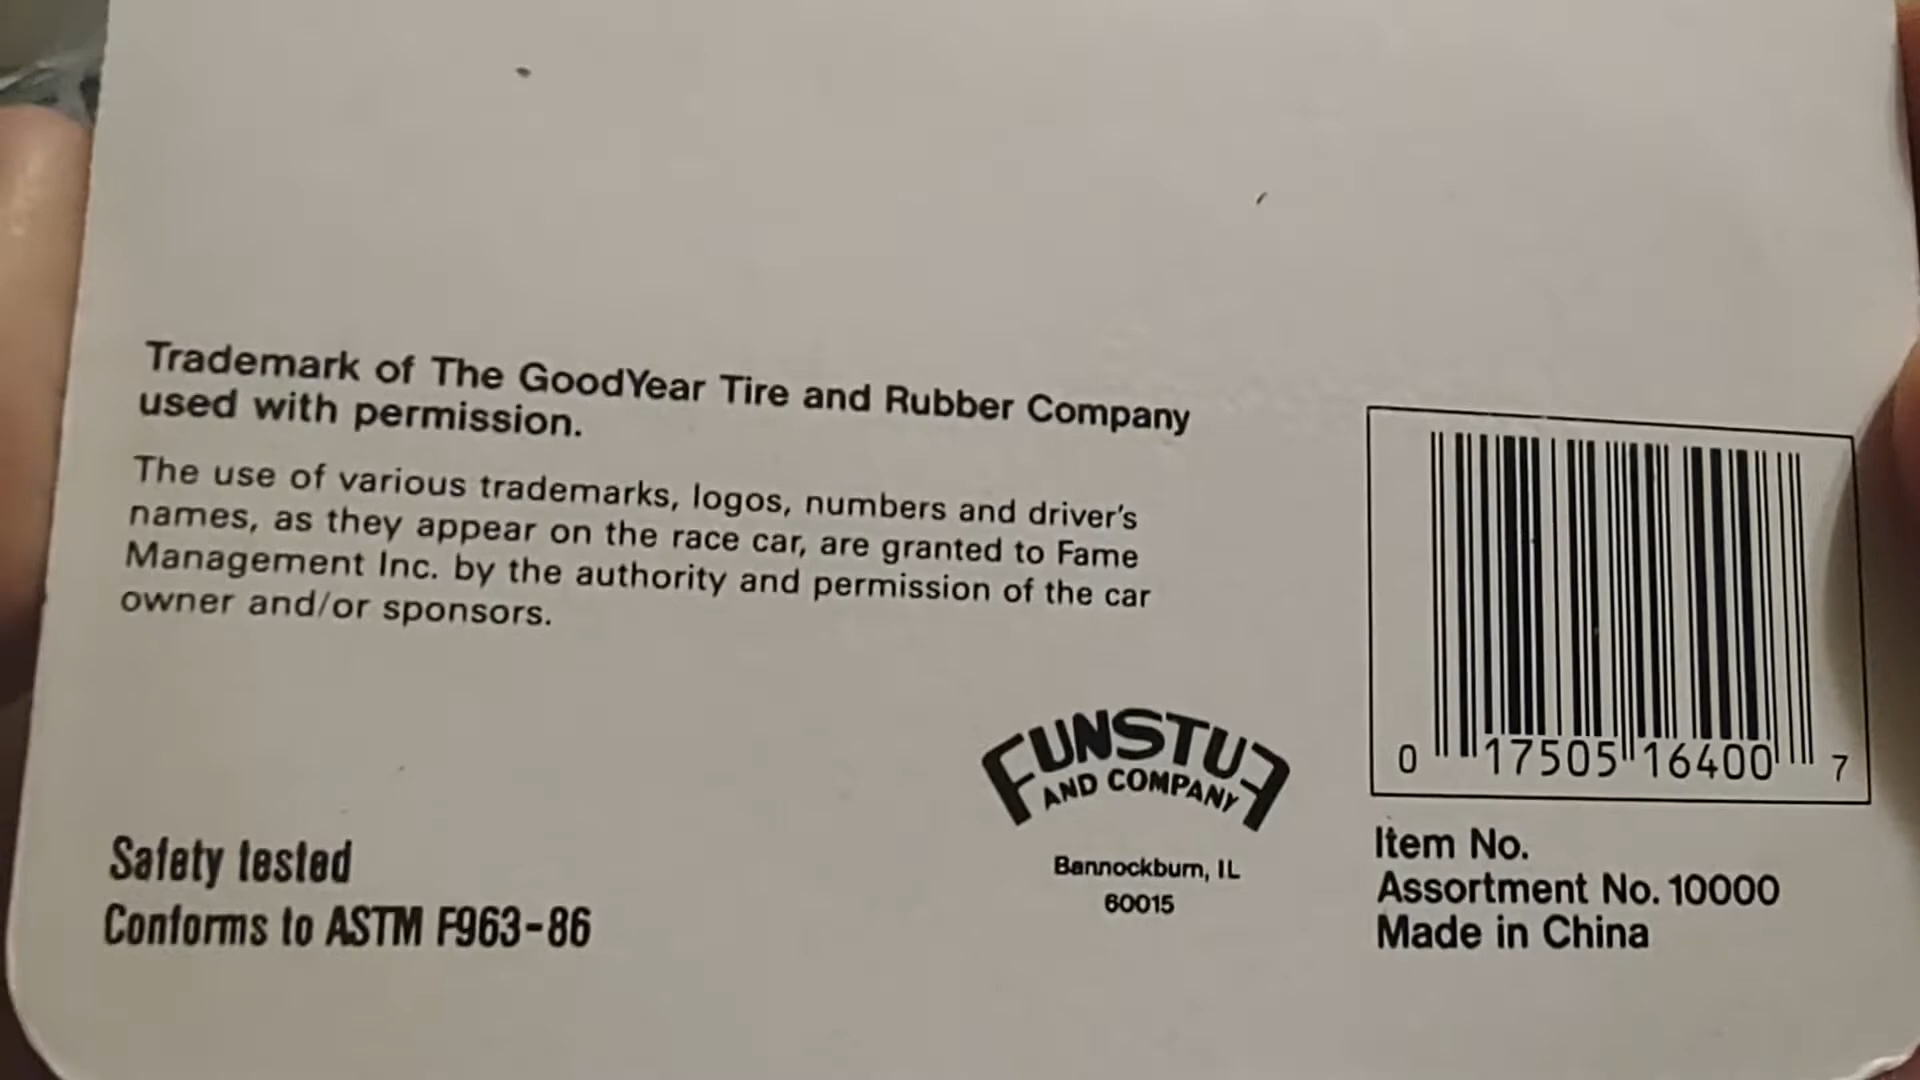 Trademark of The GoodYear Tire and Rubber Company
used with permission.
The use of various trademarks, logos, numbers and driver's
names, as they appear on the race car, are granted to Fame
Management Inc. by the authority and permission of the car
owner and/or sponsors.
FUNSTUF
AND COMPANY
Bannockburn, IL
60015
Safety tested
Conforms to ASTM F963-86
0 17505 16400 7
Item No.
Assortment No. 10000
Made in China